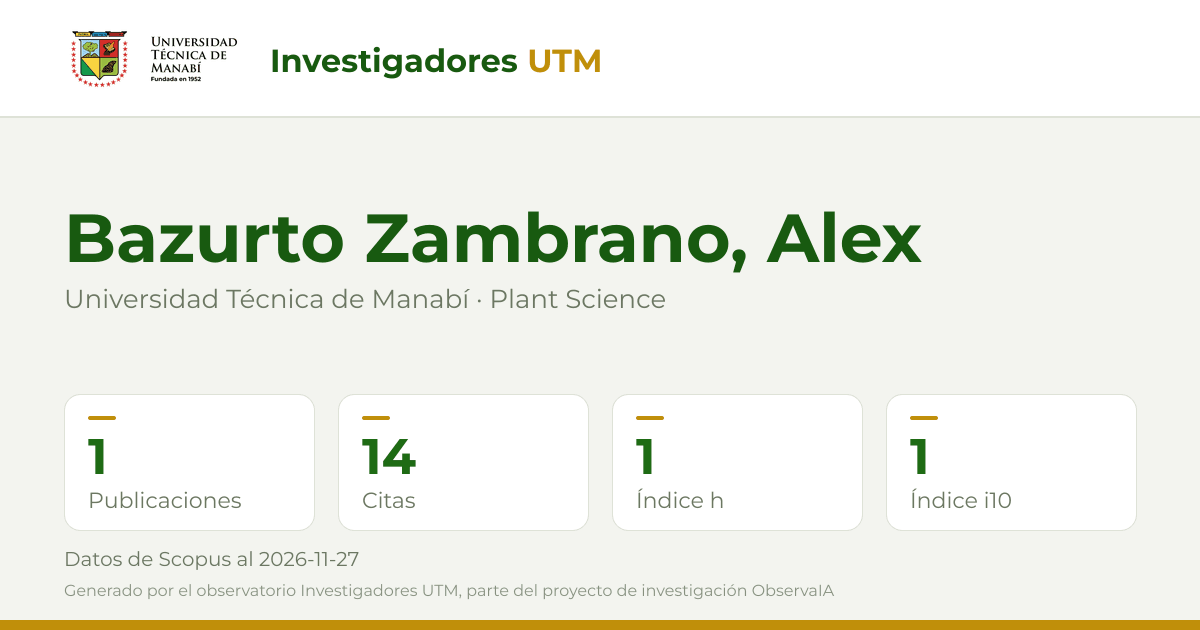 UNIVERSIDAD
TÉCNICA DE
MANABÍ
Fundada en 1952
Investigadores UTM
Bazurto Zambrano, Alex
Universidad Técnica de Manabí · Plant Science
1
Publicaciones
14
Citas
1
Índice h
1
Índice i10
Datos de Scopus al 2026-11-27
Generado por el observatorio Investigadores UTM, parte del proyecto de investigación ObservaIA